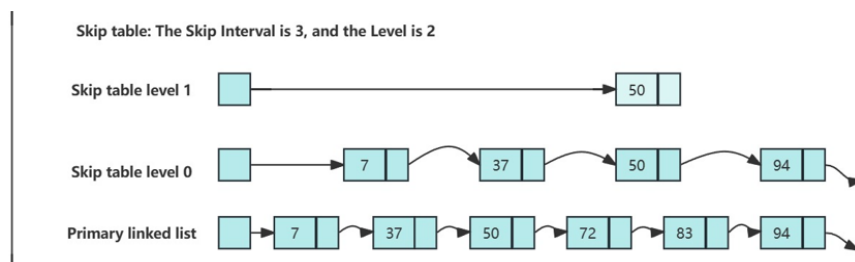 Skip table: The Skip Interval is 3, and the Level is 2
Skip table level 1
50
Skip table level 0
7 37 50 94
Primary linked list
7 37 50 72 83 94